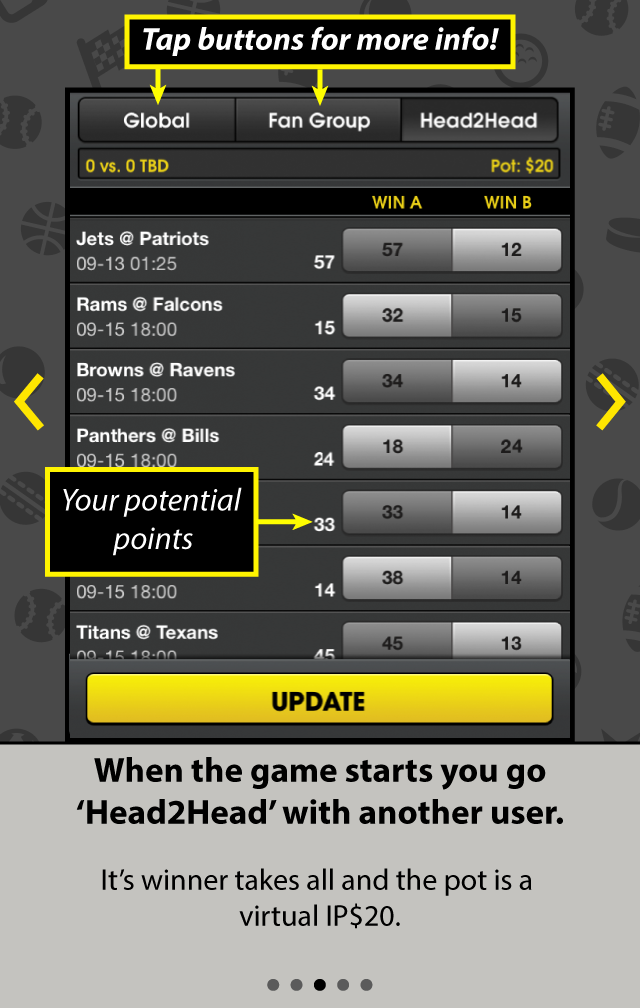 Tap buttons for more info!
Global Fan Group Head2Head
0 vs. 0 TBD Pot: $20
WIN A WIN B
Jets @ Patriots
09-13 01:25 57 57 12
Rams @ Falcons
09-15 18:00 15 32 15
Browns @ Ravens
09-15 18:00 34 34 14
Panthers @ Bills
09-15 18:00 24 18 24
Your potential
points
33 33 14
09-15 18:00 14 38 14
Titans @ Texans
09-15 18:00 45 45 13
UPDATE
When the game starts you go
‘Head2Head’ with another user.
It’s winner takes all and the pot is a
virtual IP$20.